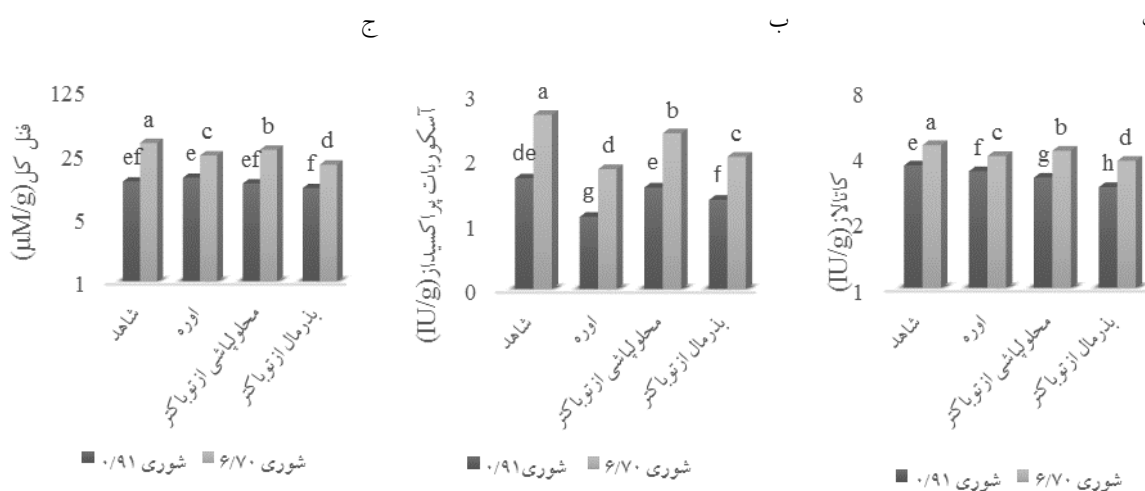 ب
ج
8
4
2
1
کاتالاز(IU/g)
e a f c g b h d
شاهد
اوره
محلولپاشی ازتوباکتر
بذرمال ازتوباکتر
شوری ۰/۹۱
شوری ۶/۷۰
3
2
1
0
آسکوربات پراکسیداز(IU/g)
de a g d e b f c
شاهد
اوره
محلولپاشی ازتوباکتر
بذرمال ازتوباکتر
شوری ۰/۹۱
شوری ۶/۷۰
125
25
5
1
فنل کل(µM/g)
ef a e c ef b f d
شاهد
اوره
محلولپاشی ازتوباکتر
بذرمال ازتوباکتر
شوری ۰/۹۱
شوری ۶/۷۰